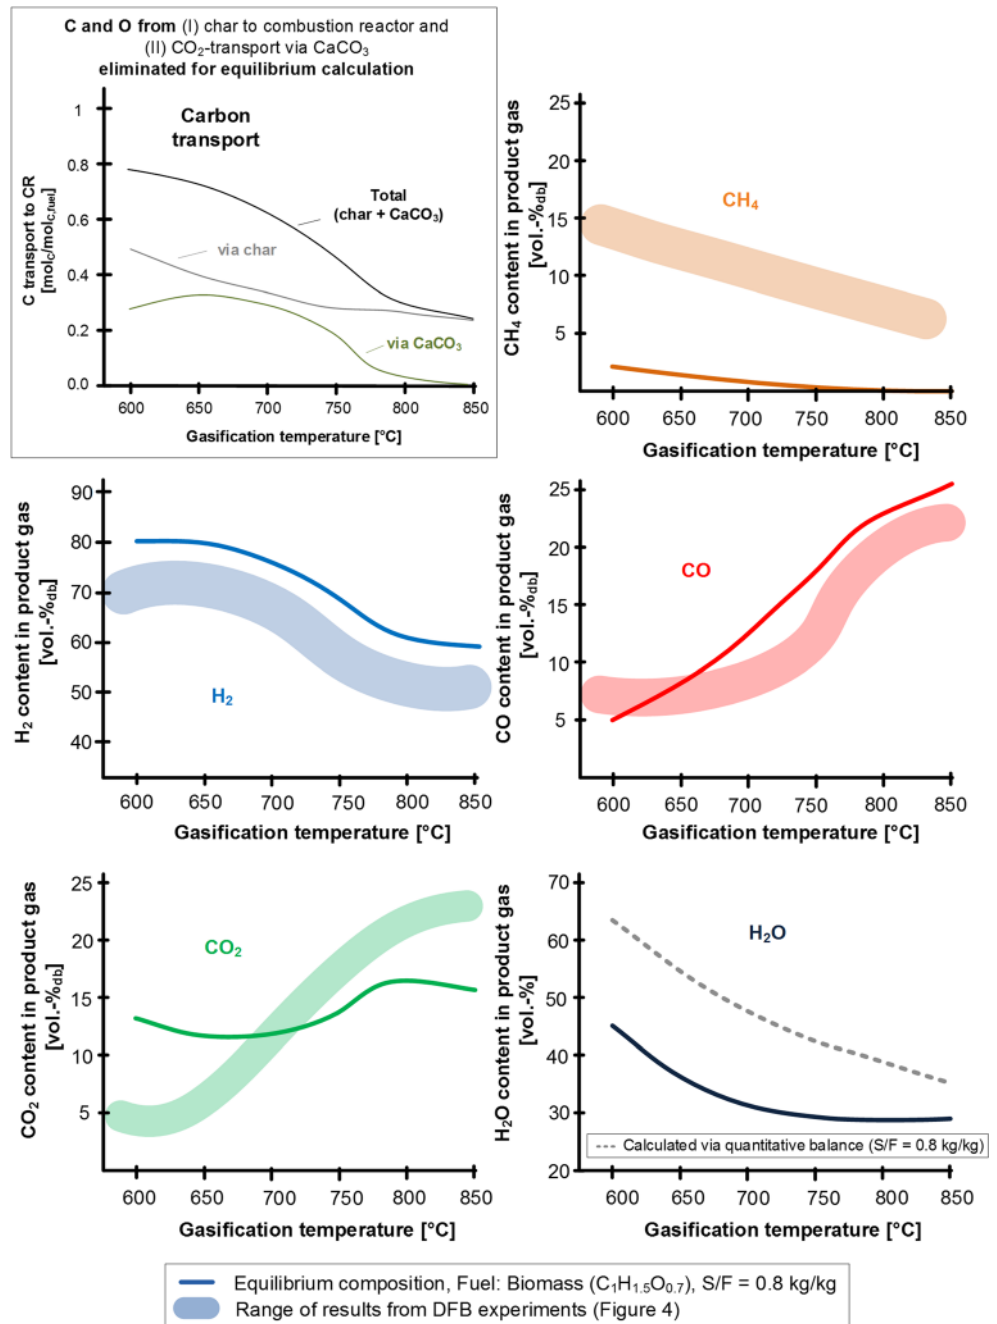 C and O from (I) char to combustion reactor and
(II) CO₂-transport via CaCO₃
eliminated for equilibrium calculation
Carbon
transport
C transport to CR
[mol_C/mol_C,fuel]
1
0.8
0.6
0.4
0.2
0.0
Total
(char + CaCO₃)
via char
via CaCO₃
600 650 700 750 800 850
Gasification temperature [°C]
CH₄ content in product gas
[vol.-%db]
25
20
15
10
5
CH₄
600 650 700 750 800 850
Gasification temperature [°C]
H₂ content in product gas
[vol.-%db]
90
80
70
60
50
40
H₂
600 650 700 750 800 850
Gasification temperature [°C]
CO content in product gas
[vol.-%db]
25
20
15
10
5
CO
600 650 700 750 800 850
Gasification temperature [°C]
CO₂ content in product gas
[vol.-%db]
25
20
15
10
5
CO₂
600 650 700 750 800 850
Gasification temperature [°C]
H₂O content in product gas
[vol.-%]
70
60
50
40
30
20
H₂O
Calculated via quantitative balance (S/F = 0.8 kg/kg)
600 650 700 750 800 850
Gasification temperature [°C]
Equilibrium composition, Fuel: Biomass (C₁H₁.₅O₀.₇), S/F = 0.8 kg/kg
Range of results from DFB experiments (Figure 4)